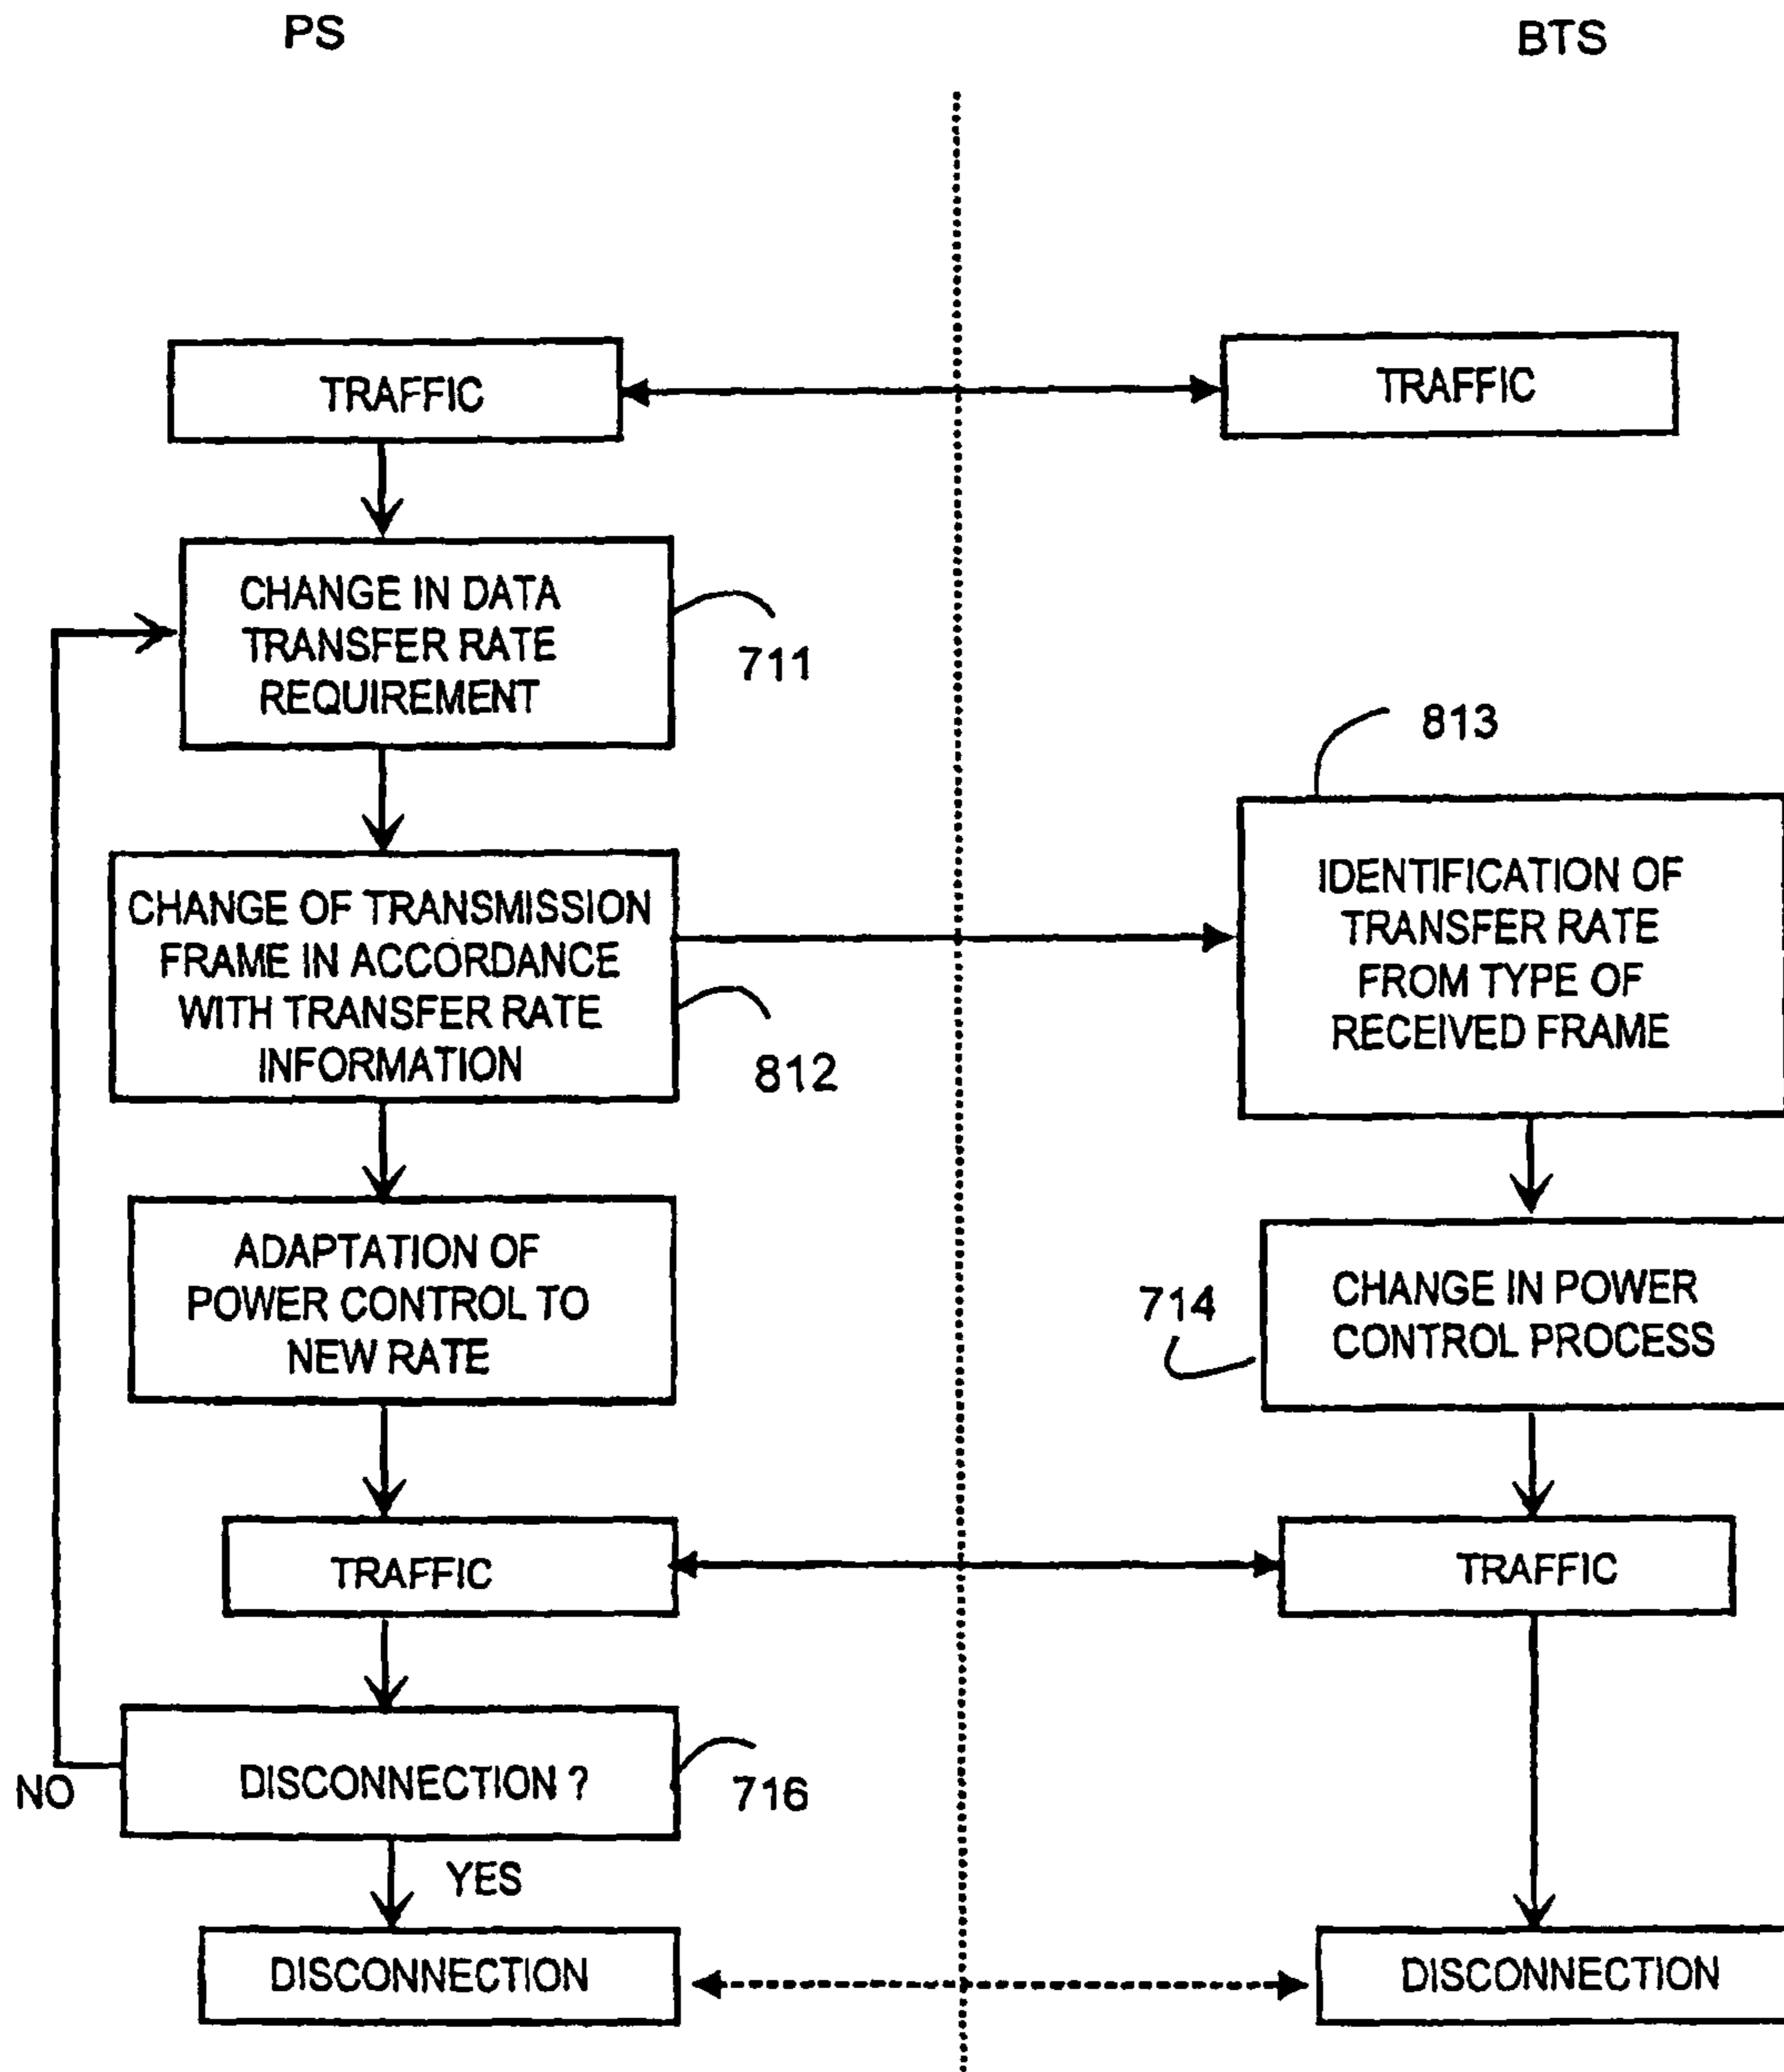 PS
BTS
TRAFFIC
TRAFFIC
CHANGE IN DATA
TRANSFER RATE
REQUIREMENT
711
813
CHANGE OF TRANSMISSION
FRAME IN ACCORDANCE
WITH TRANSFER RATE
INFORMATION
812
IDENTIFICATION OF
TRANSFER RATE
FROM TYPE OF
RECEIVED FRAME
ADAPTATION OF
POWER CONTROL TO
NEW RATE
714
CHANGE IN POWER
CONTROL PROCESS
TRAFFIC
TRAFFIC
NO
DISCONNECTION ?
716
YES
DISCONNECTION
DISCONNECTION